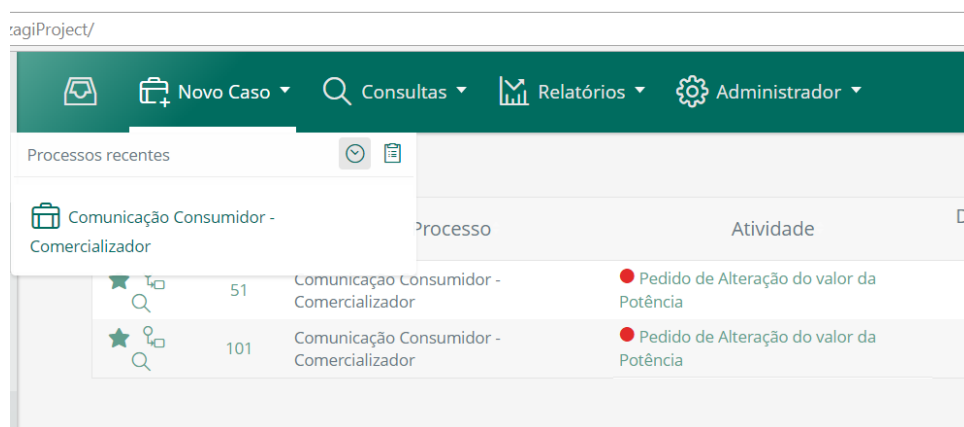 zagiProject/
Novo Caso Consultas Relatórios Administrador
Processos recentes
Comunicação Consumidor -
Comercializador
Processo Atividade D
51 Comunicação Consumidor - Pedido de Alteração do valor da
Comercializador Potência
101 Comunicação Consumidor - Pedido de Alteração do valor da
Comercializador Potência